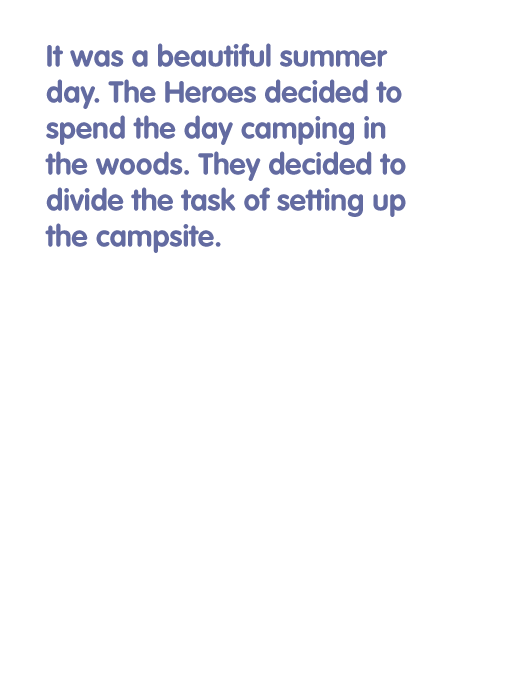 It was a beautiful summer
day. The Heroes decided to
spend the day camping in
the woods. They decided to
divide the task of setting up
the campsite.